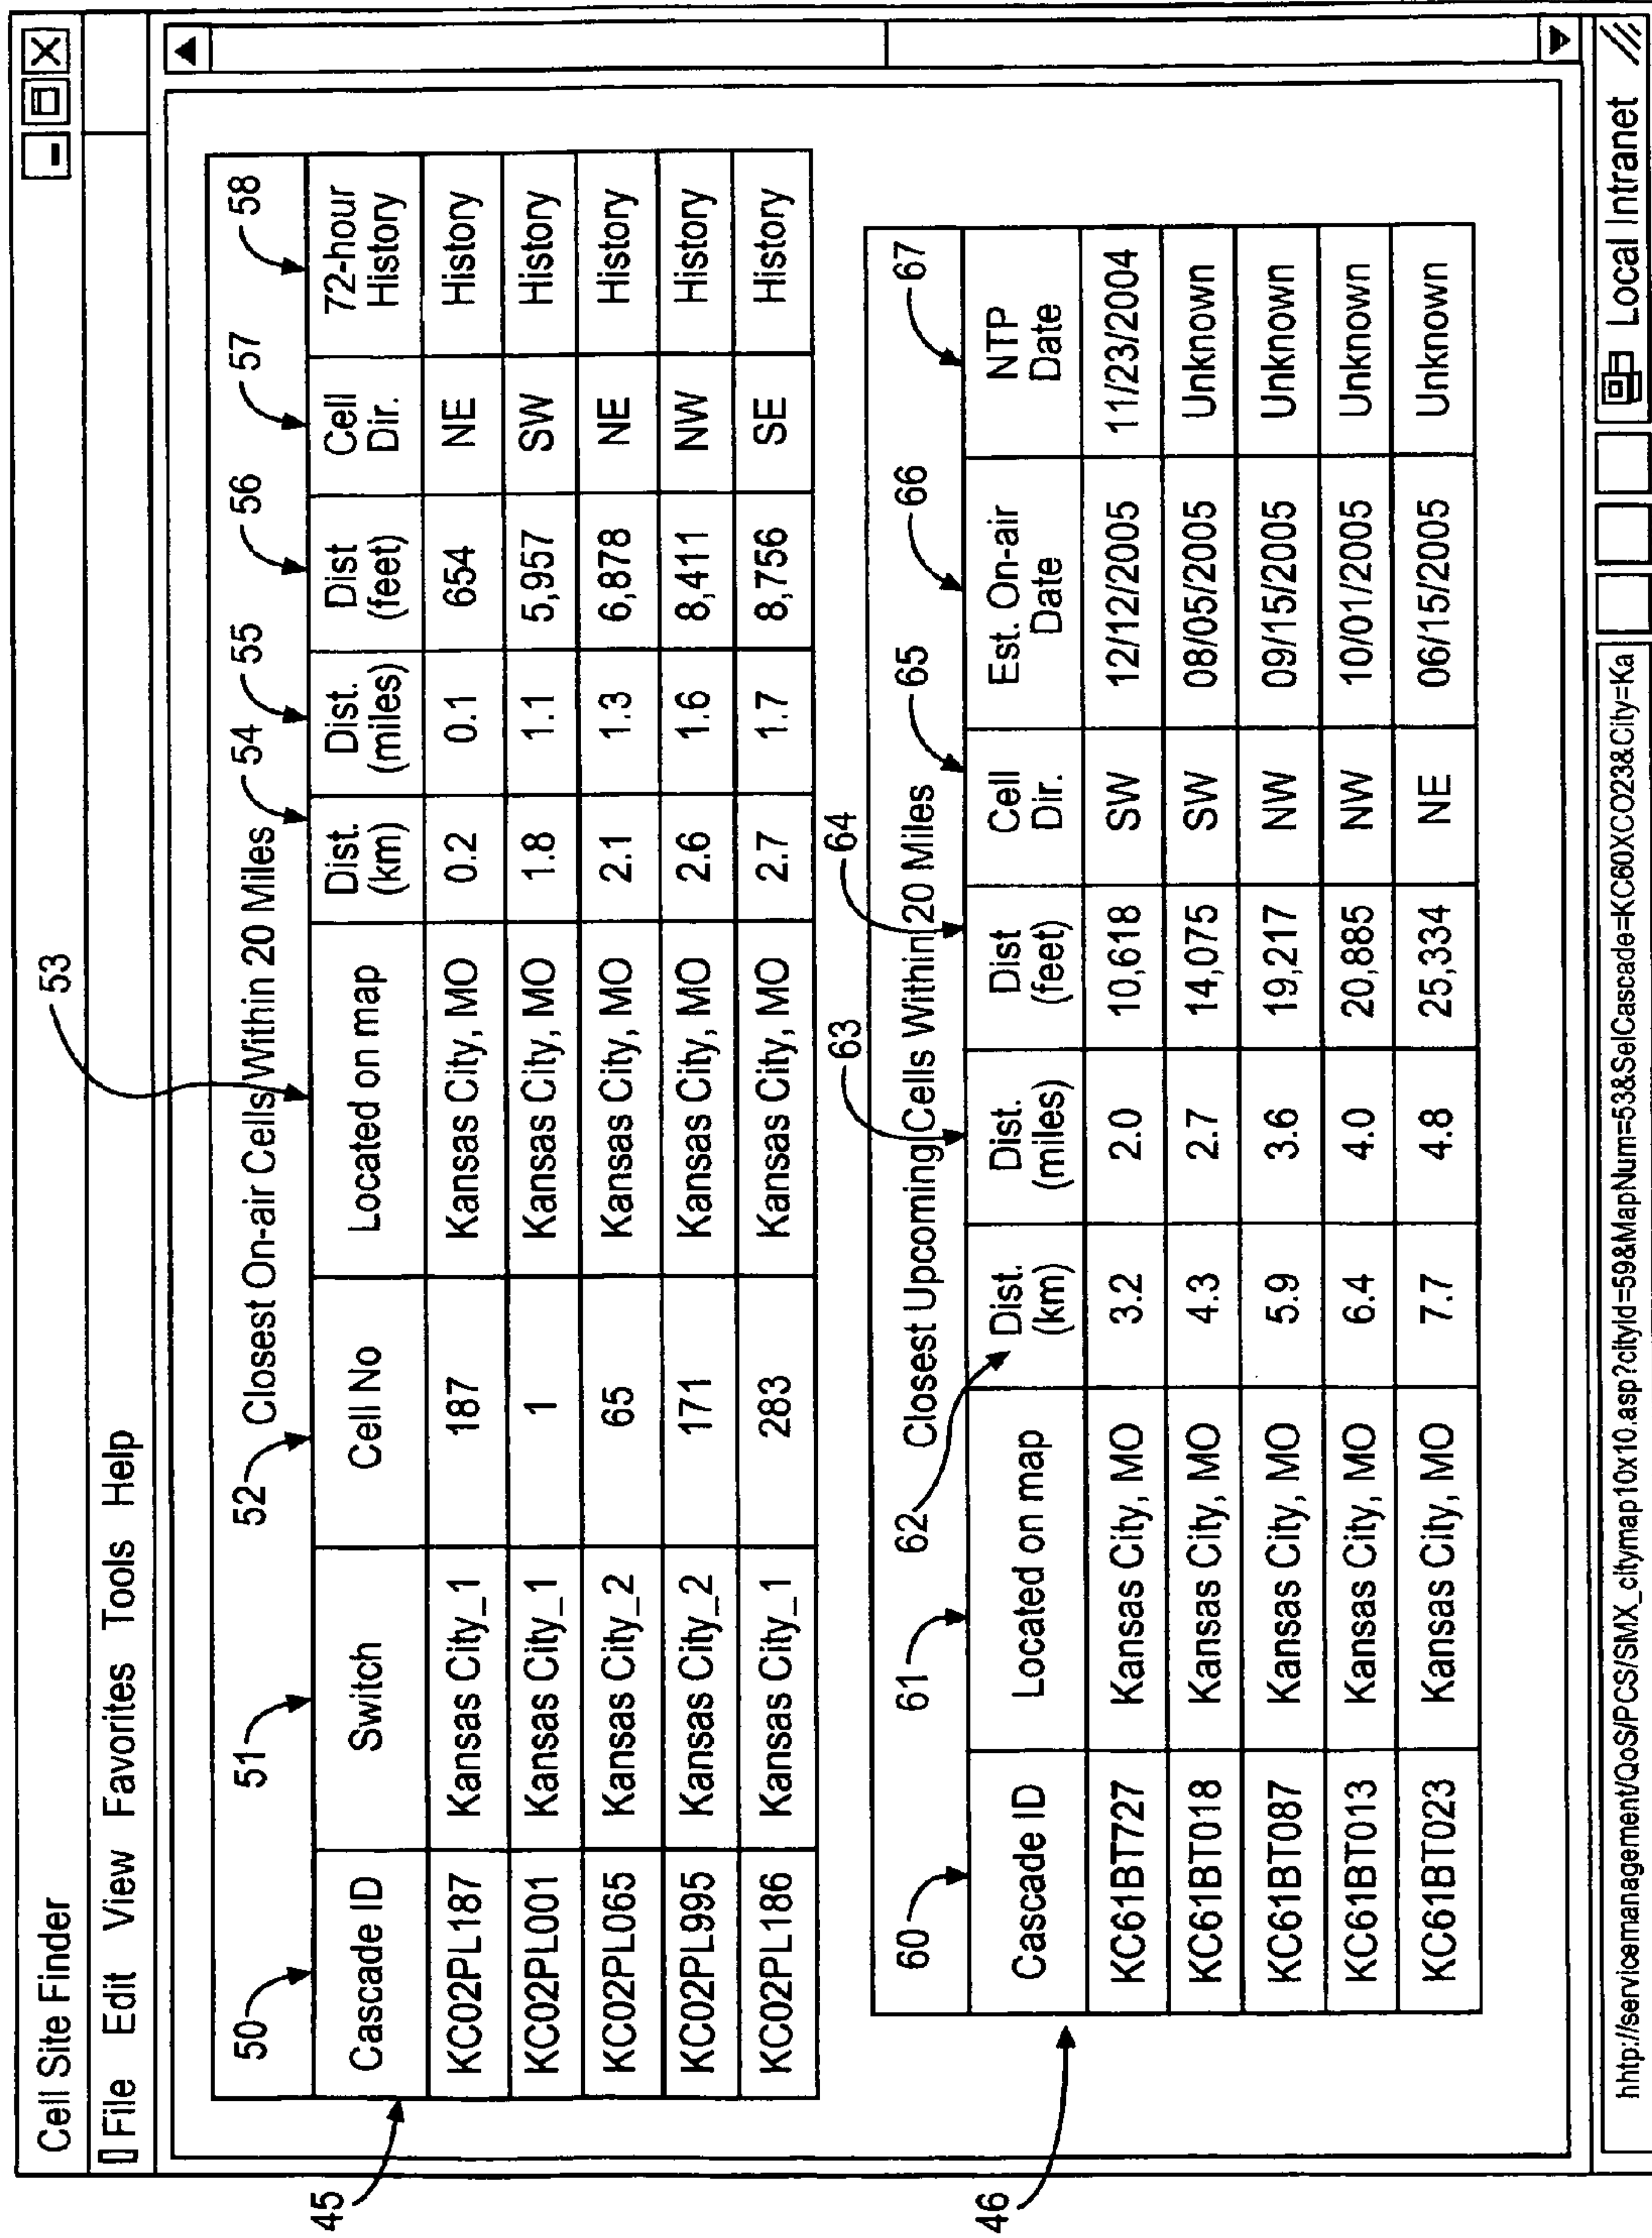 Cell Site Finder
File Edit View Favorites Tools Help
53
Closest On-air Cells Within 20 Miles
50 51 52 54 55 56 57 58
Cascade ID Switch Cell No Located on map Dist. (km) Dist. (miles) Dist (feet) Cell Dir. 72-hour History
KC02PL187 Kansas City_1 187 Kansas City, MO 0.2 0.1 654 NE History
KC02PL001 Kansas City_1 1 Kansas City, MO 1.8 1.1 5,957 SW History
KC02PL065 Kansas City_2 65 Kansas City, MO 2.1 1.3 6,878 NE History
KC02PL995 Kansas City_2 171 Kansas City, MO 2.6 1.6 8,411 NW History
KC02PL186 Kansas City_1 283 Kansas City, MO 2.7 1.7 8,756 SE History
45
63 64
Closest Upcoming Cells Within 20 Miles
60 61 62 65 66 67
Cascade ID Located on map Dist. (km) Dist. (miles) Dist (feet) Cell Dir. Est. On-air Date NTP Date
KC61BT727 Kansas City, MO 3.2 2.0 10,618 SW 12/12/2005 11/23/2004
KC61BT018 Kansas City, MO 4.3 2.7 14,075 SW 08/05/2005 Unknown
KC61BT087 Kansas City, MO 5.9 3.6 19,217 NW 09/15/2005 Unknown
KC61BT013 Kansas City, MO 6.4 4.0 20,885 NW 10/01/2005 Unknown
KC61BT023 Kansas City, MO 7.7 4.8 25,334 NE 06/15/2005 Unknown
46
hhtp://servicemanagement/QoS/PCS/SMX_citymap10x10.asp?cityId=59&MapNum=53&SelCascade=KC60XC023&City=Ka
Local Intranet